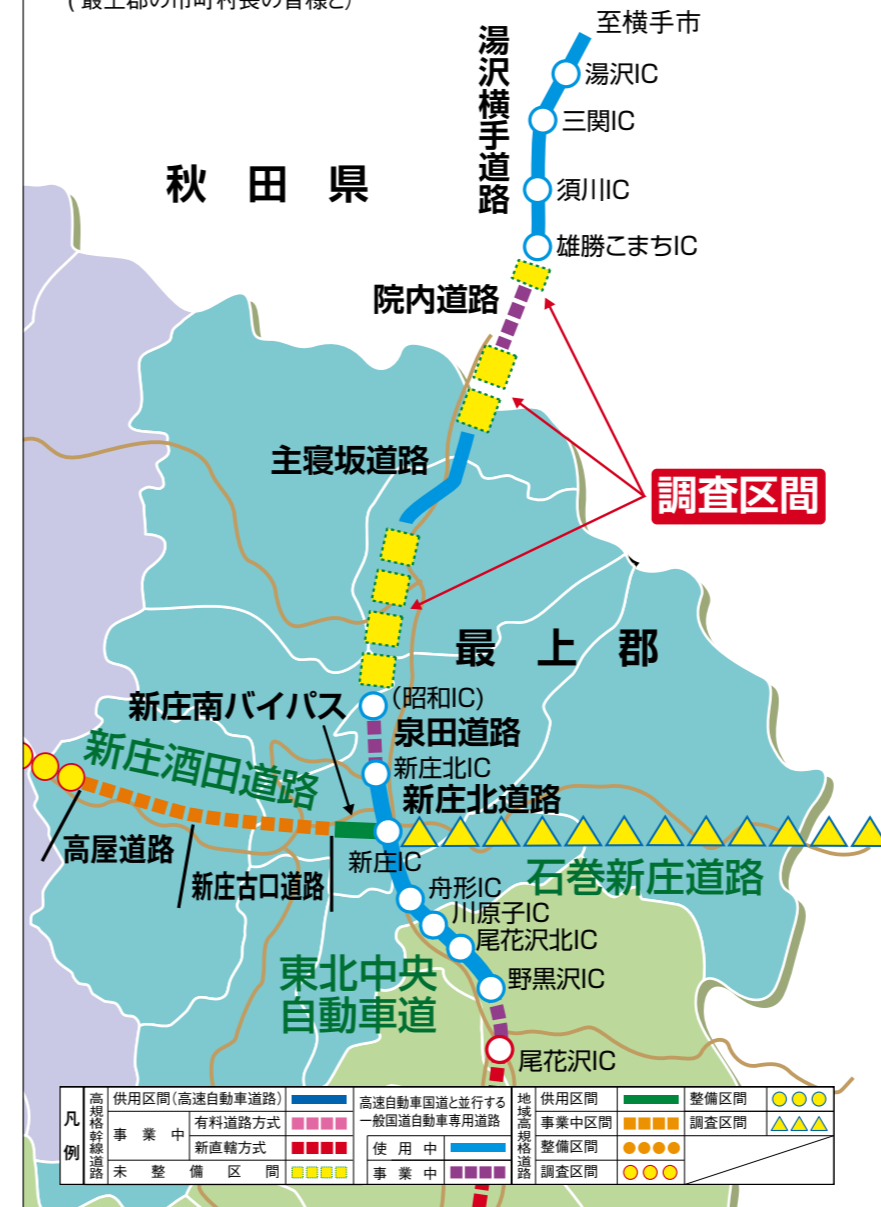 (最上郡の市町村長の皆様と)
至横手市
湯沢横手道路
湯沢IC
三関IC
秋田県
須川IC
雄勝こまちIC
院内道路
主寝坂道路
調査区間
最上郡
(昭和IC)
新庄南バイパス
泉田道路
新庄酒田道路
新庄北IC
新庄北道路
高屋道路
新庄IC
新庄古口道路
石巻新庄道路
舟形IC
川原子IC
尾花沢北IC
東北中央
自動車道
野黒沢IC
尾花沢IC
凡例
高規格幹線道路
供用区間(高速自動車道路)
事業中
有料道路方式
新直轄方式
未整備区間
高速自動車国道と並行する
一般国道自動車専用道路
使用中
事業中
地域高規格道路
供用区間
事業中区間
整備区間
調査区間
整備区間
調査区間